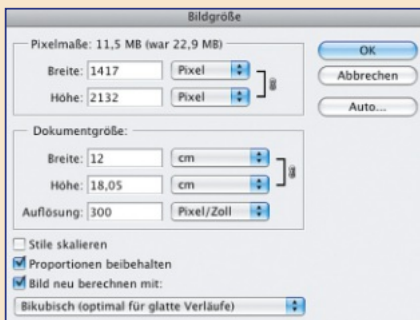 Bildgröße
Pixelmaße: 11,5 MB (war 22,9 MB)
Breite: 1417 Pixel
Höhe: 2132 Pixel
OK
Abbrechen
Auto...
Dokumentgröße:
Breite: 12 cm
Höhe: 18,05 cm
Auflösung: 300 Pixel/Zoll
Stile skalieren
Proportionen beibehalten
Bild neu berechnen mit:
Bikubisch (optimal für glatte Verläufe)